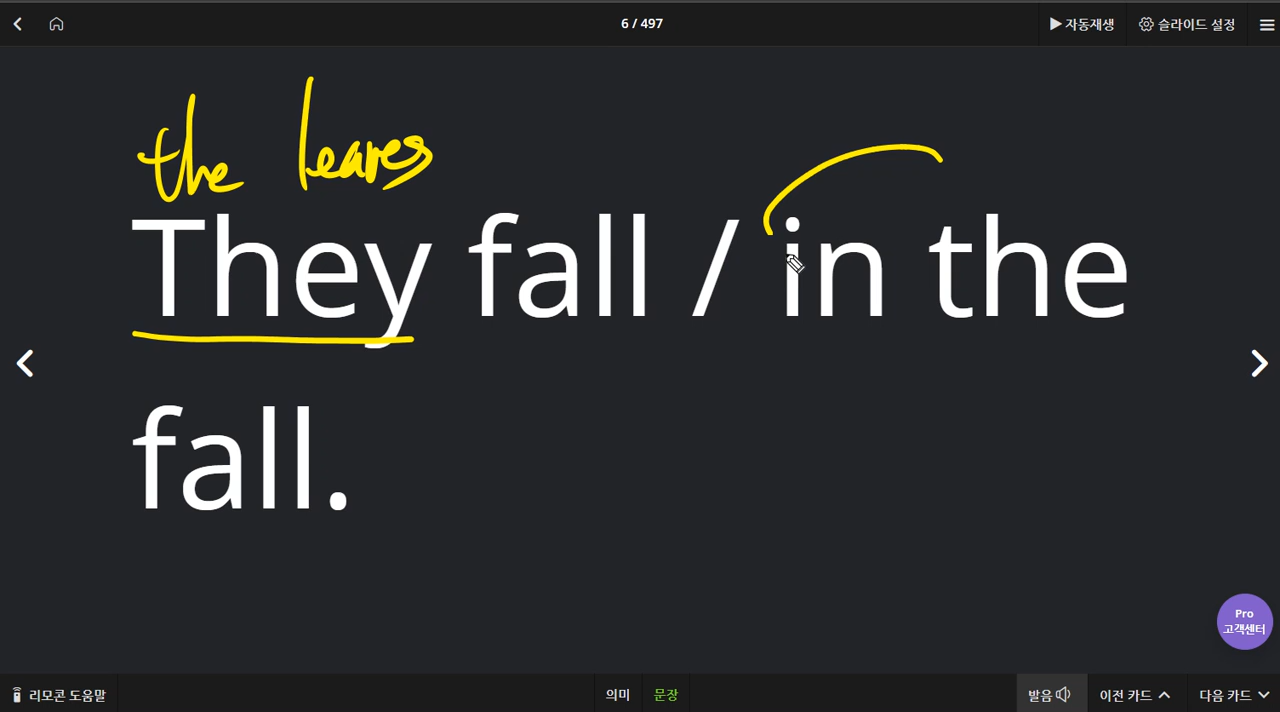 6 / 497
자동재생
슬라이드 설정
the leaves
They fall / in the
fall.
Pro
고객센터
리모콘 도움말
의미
문장
발음
이전 카드
다음 카드